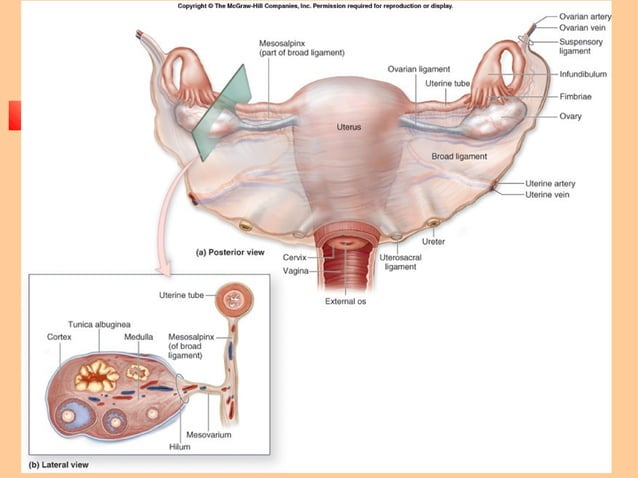 Copyright © The McGraw-Hill Companies, Inc. Permission required for reproduction or display.
Ovarian artery
Ovarian vein
Suspensory
ligament
Mesosalpinx
(part of broad ligament)
Ovarian ligament
Uterine tube
Infundibulum
Fimbriae
Ovary
Uterus
Broad ligament
Uterine artery
Uterine vein
Ureter
(a) Posterior view
Cervix
Vagina
Uterosacral
ligament
External os
Uterine tube
Tunica albuginea
Cortex
Medulla
Mesosalpinx
(of broad
ligament)
Mesovarium
Hilum
(b) Lateral view